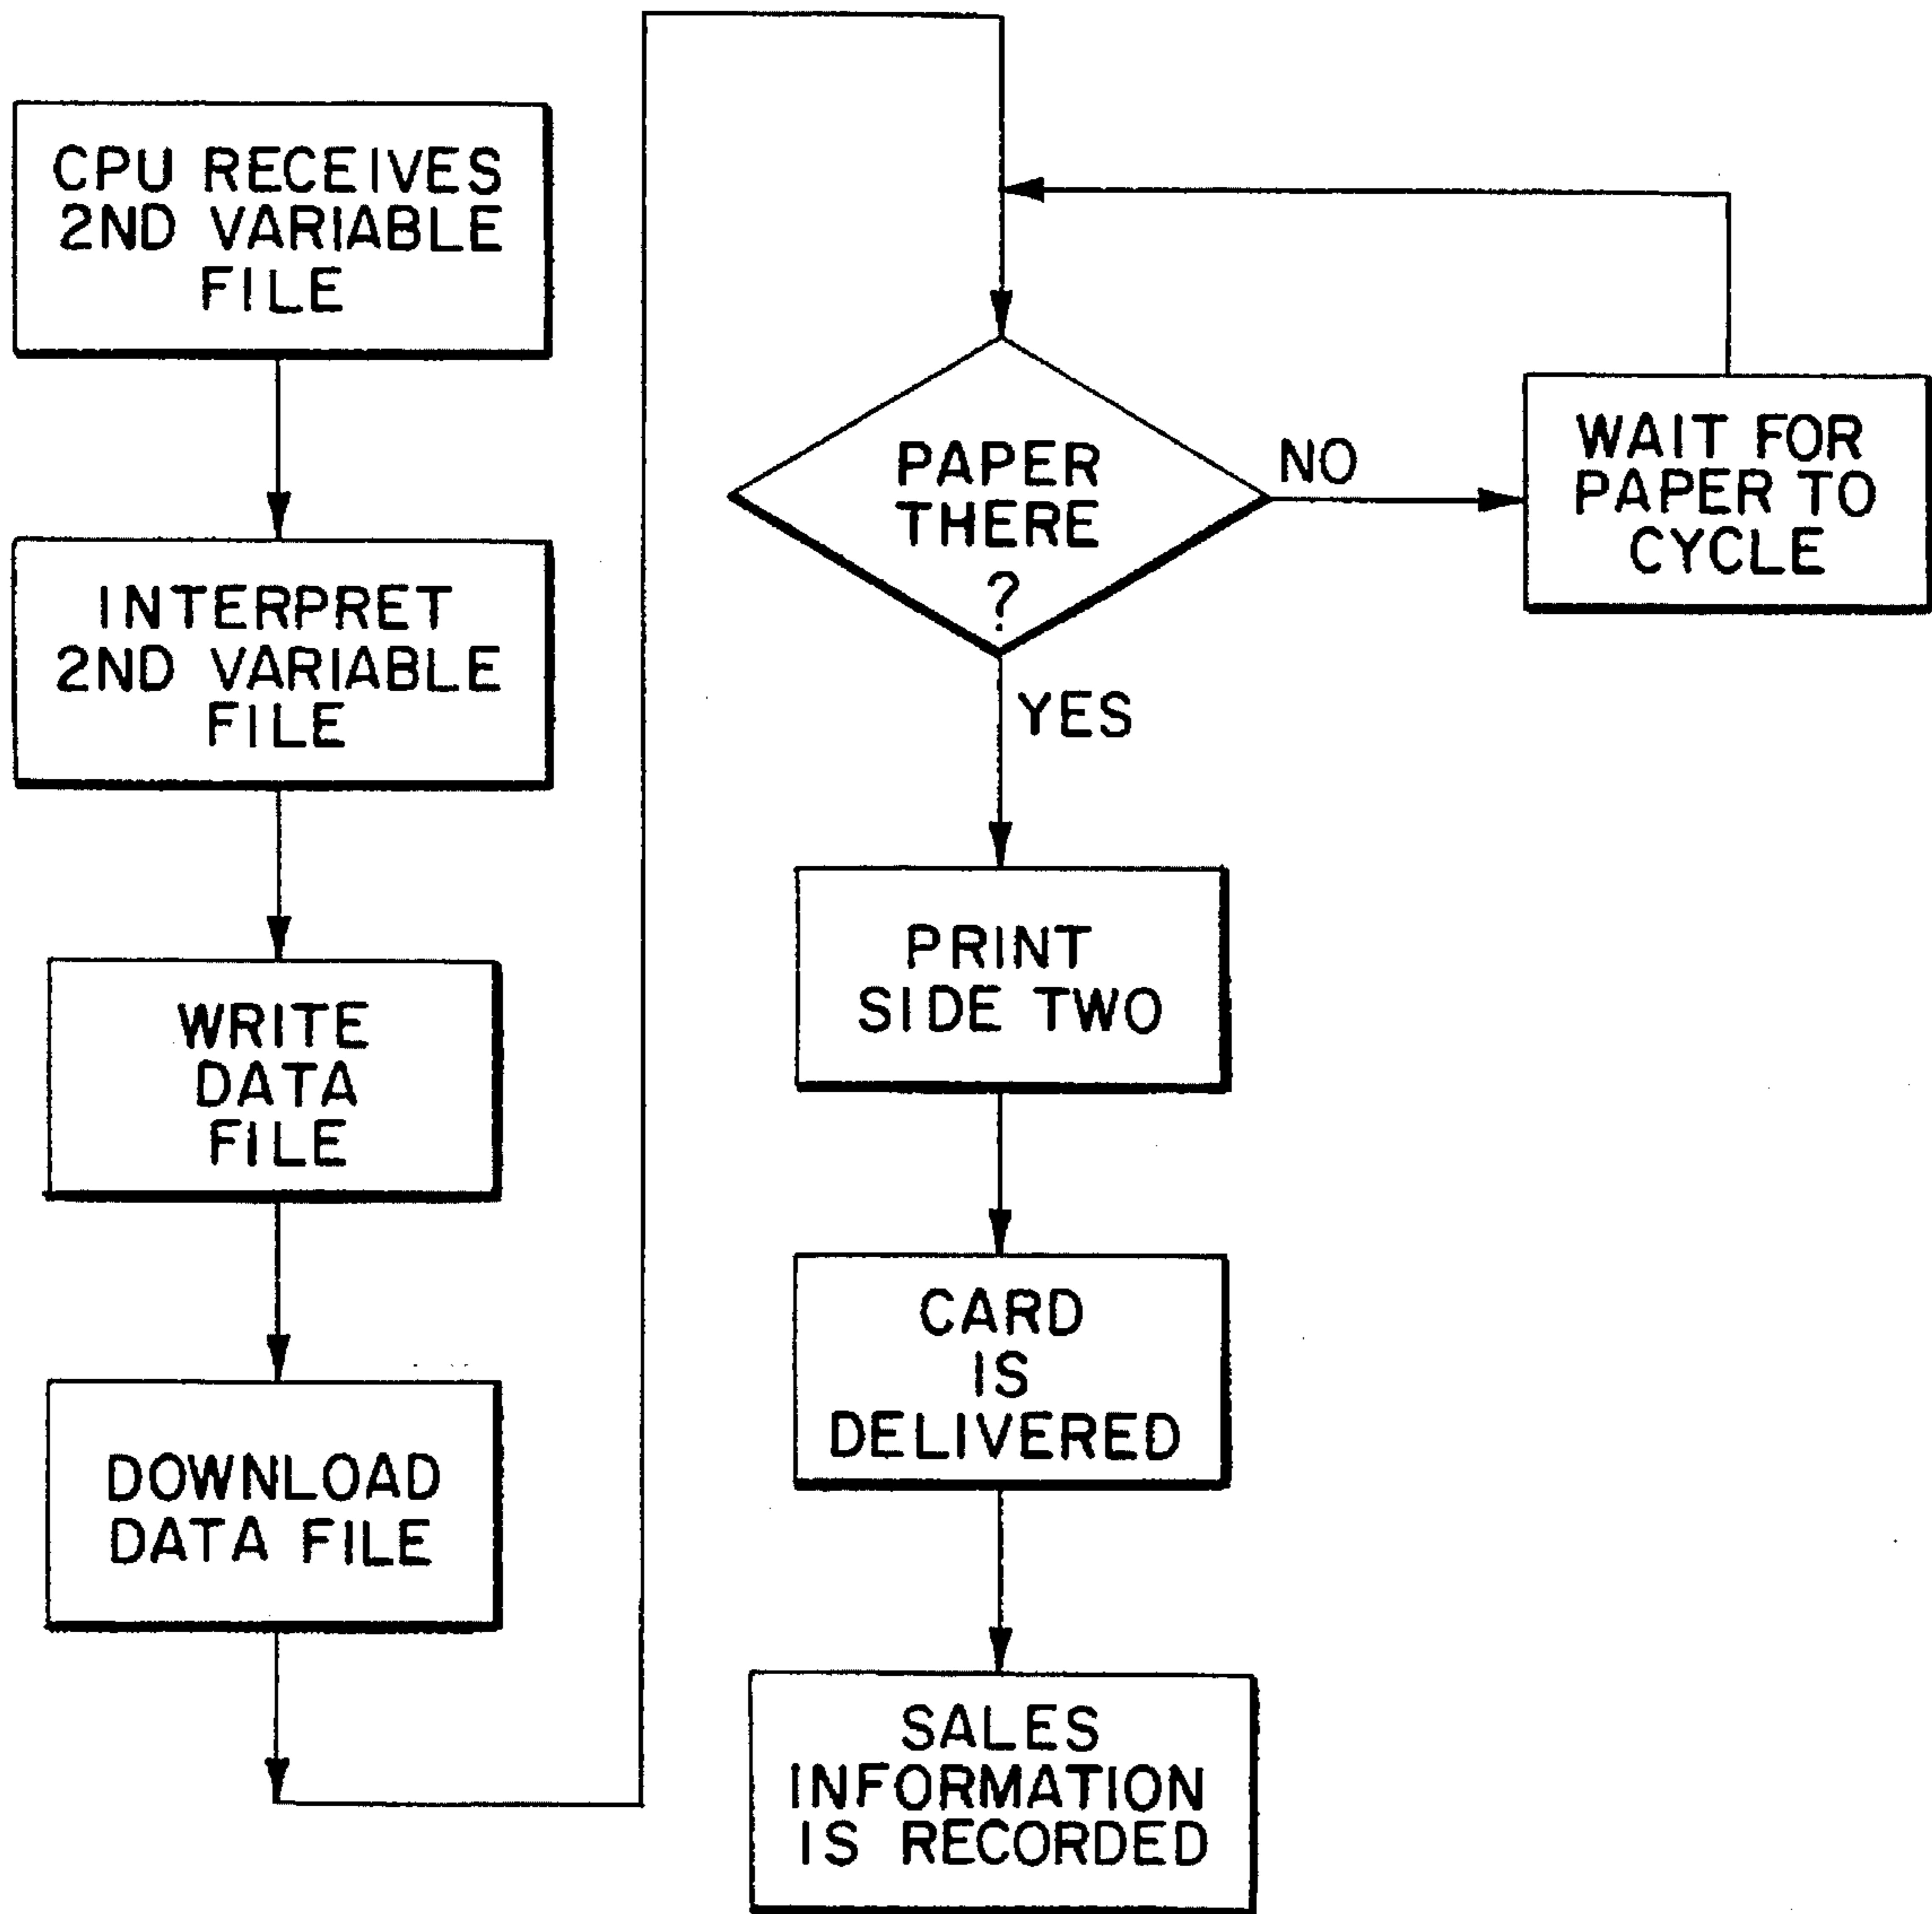 CPU RECEIVES
2ND VARIABLE
FILE
INTERPRET
2ND VARIABLE
FILE
WRITE
DATA
FILE
DOWNLOAD
DATA FILE
PAPER
THERE
?
NO
WAIT FOR
PAPER TO
CYCLE
YES
PRINT
SIDE TWO
CARD
IS
DELIVERED
SALES
INFORMATION
IS RECORDED